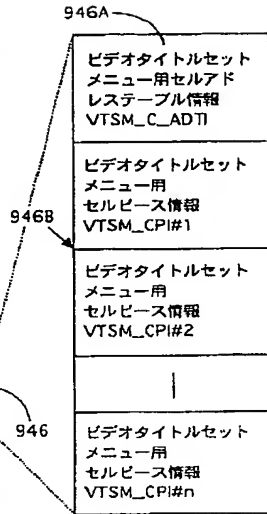 946A
ビデオタイトルセット
メニュー用セルアド
レステーブル情報
VTSM_C_ADTI
ビデオタイトルセット
メニュー用
セルピース情報
VTSM_CPI#1
946B
ビデオタイトルセット
メニュー用
セルピース情報
VTSM_CPI#2
946
ビデオタイトルセット
メニュー用
セルピース情報
VTSM_CPI#n